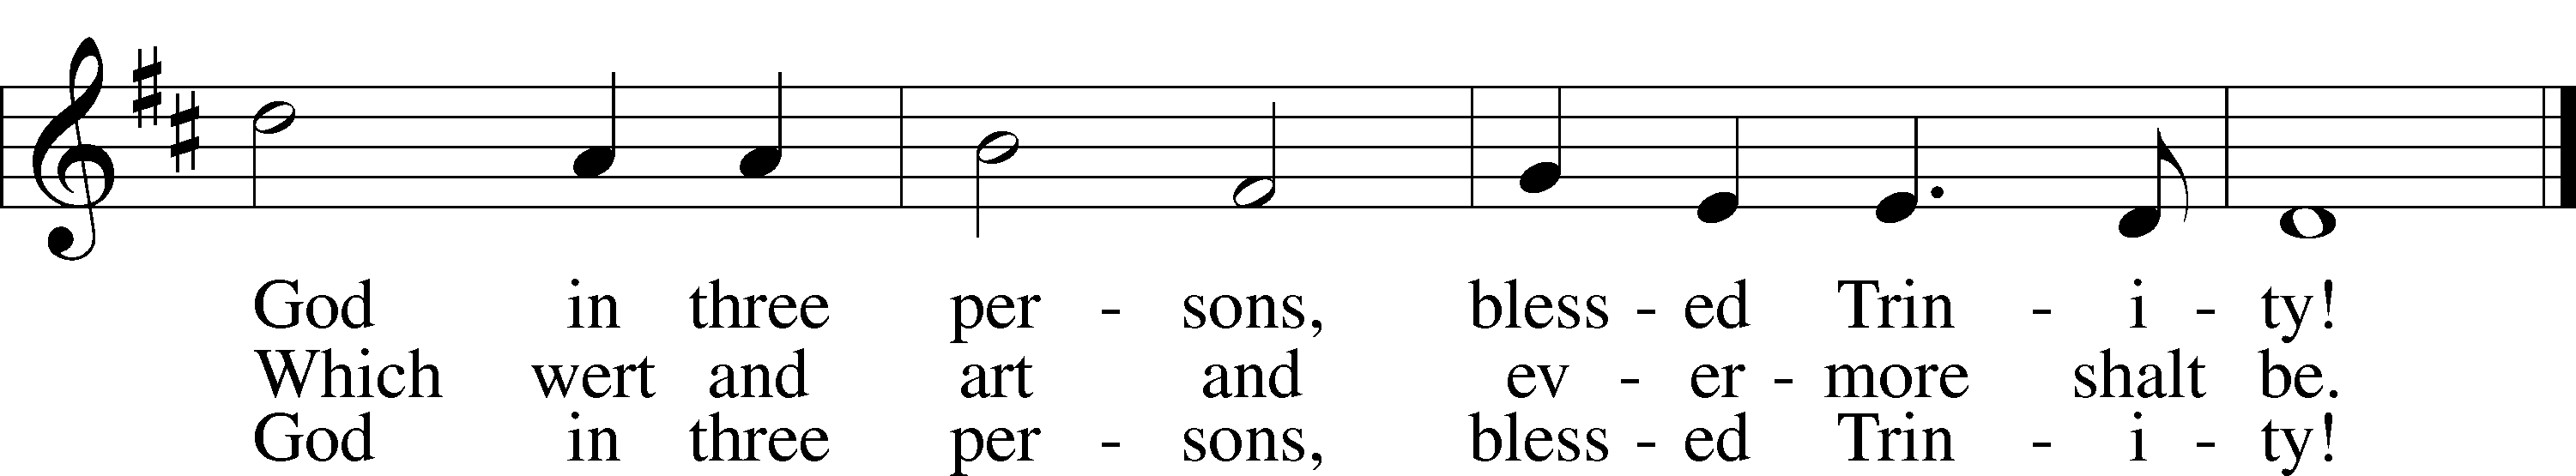 God in three per - sons, bless - ed Trin - i - ty!
Which wert and art and ev - er - more shalt be.
God in three per - sons, bless - ed Trin - i - ty!